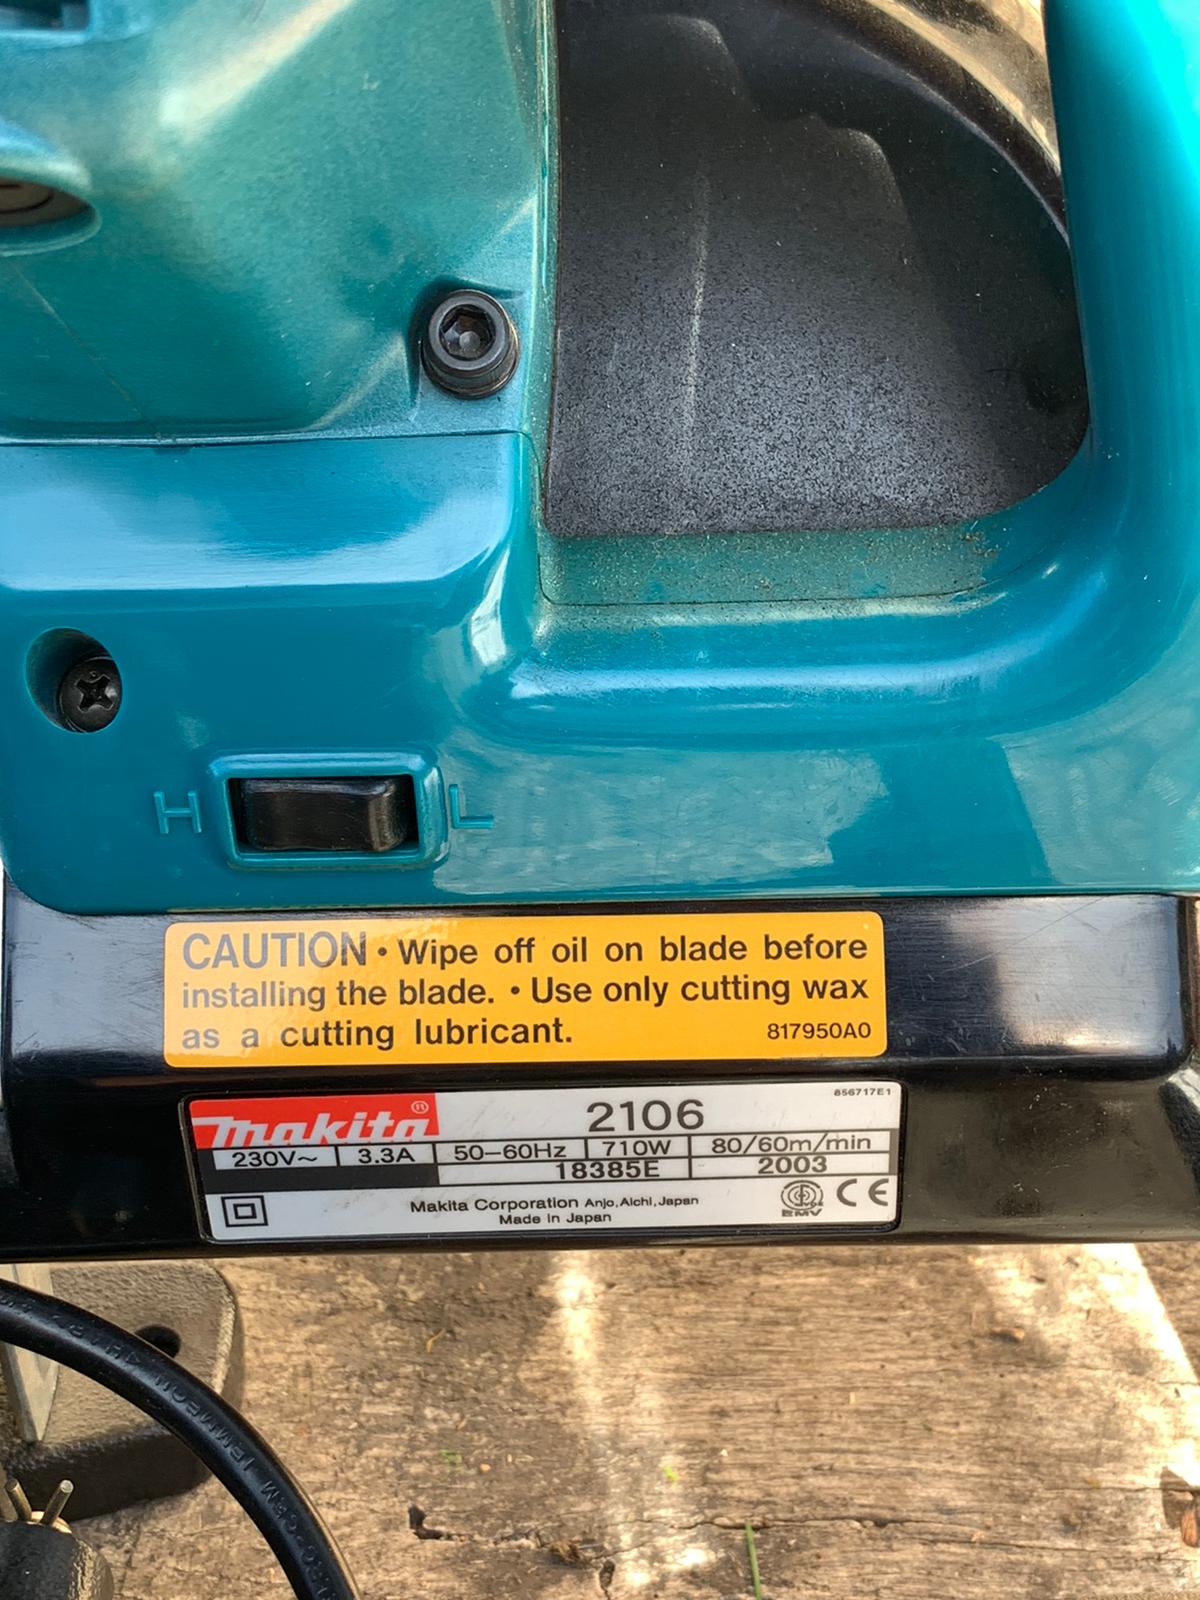 H L
CAUTION • Wipe off oil on blade before
installing the blade. • Use only cutting wax
as a cutting lubricant. 817950A0
856717E1
makita® 2106
230V~ 3.3A 50-60Hz 710W 80/60m/min
18385E 2003
Makita Corporation Anjo, Aichi, Japan
Made in Japan
EMV CE